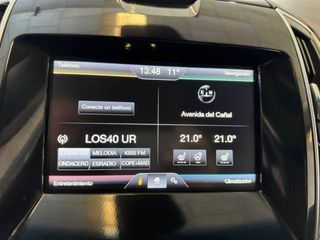 Teléfono
13:48 11°
Navegación
Conecta un teléfono
E N
Avenida del Cañal
LOS40 UR
21.0° 21.0°
MELODIA KISS FM
ONDACERO ESRADIO COPE+MAD
Entretenimiento
Climatizador